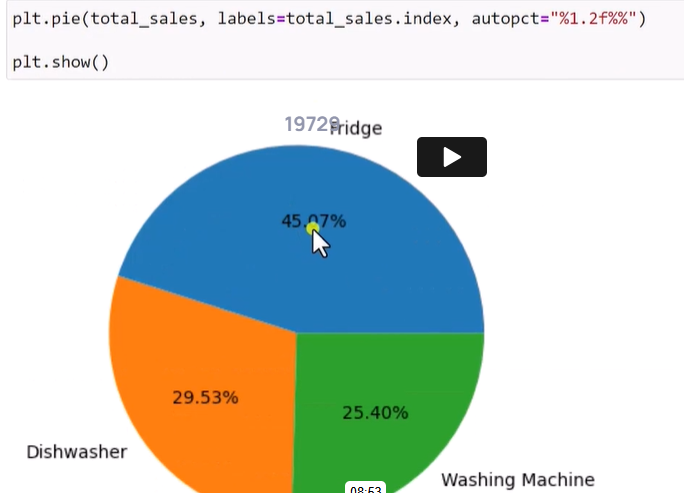 plt.pie(total_sales, labels=total_sales.index, autopct="%1.2f%%")
plt.show()
19729
Fridge
45.07%
29.53%
25.40%
Dishwasher
Washing Machine
08:53